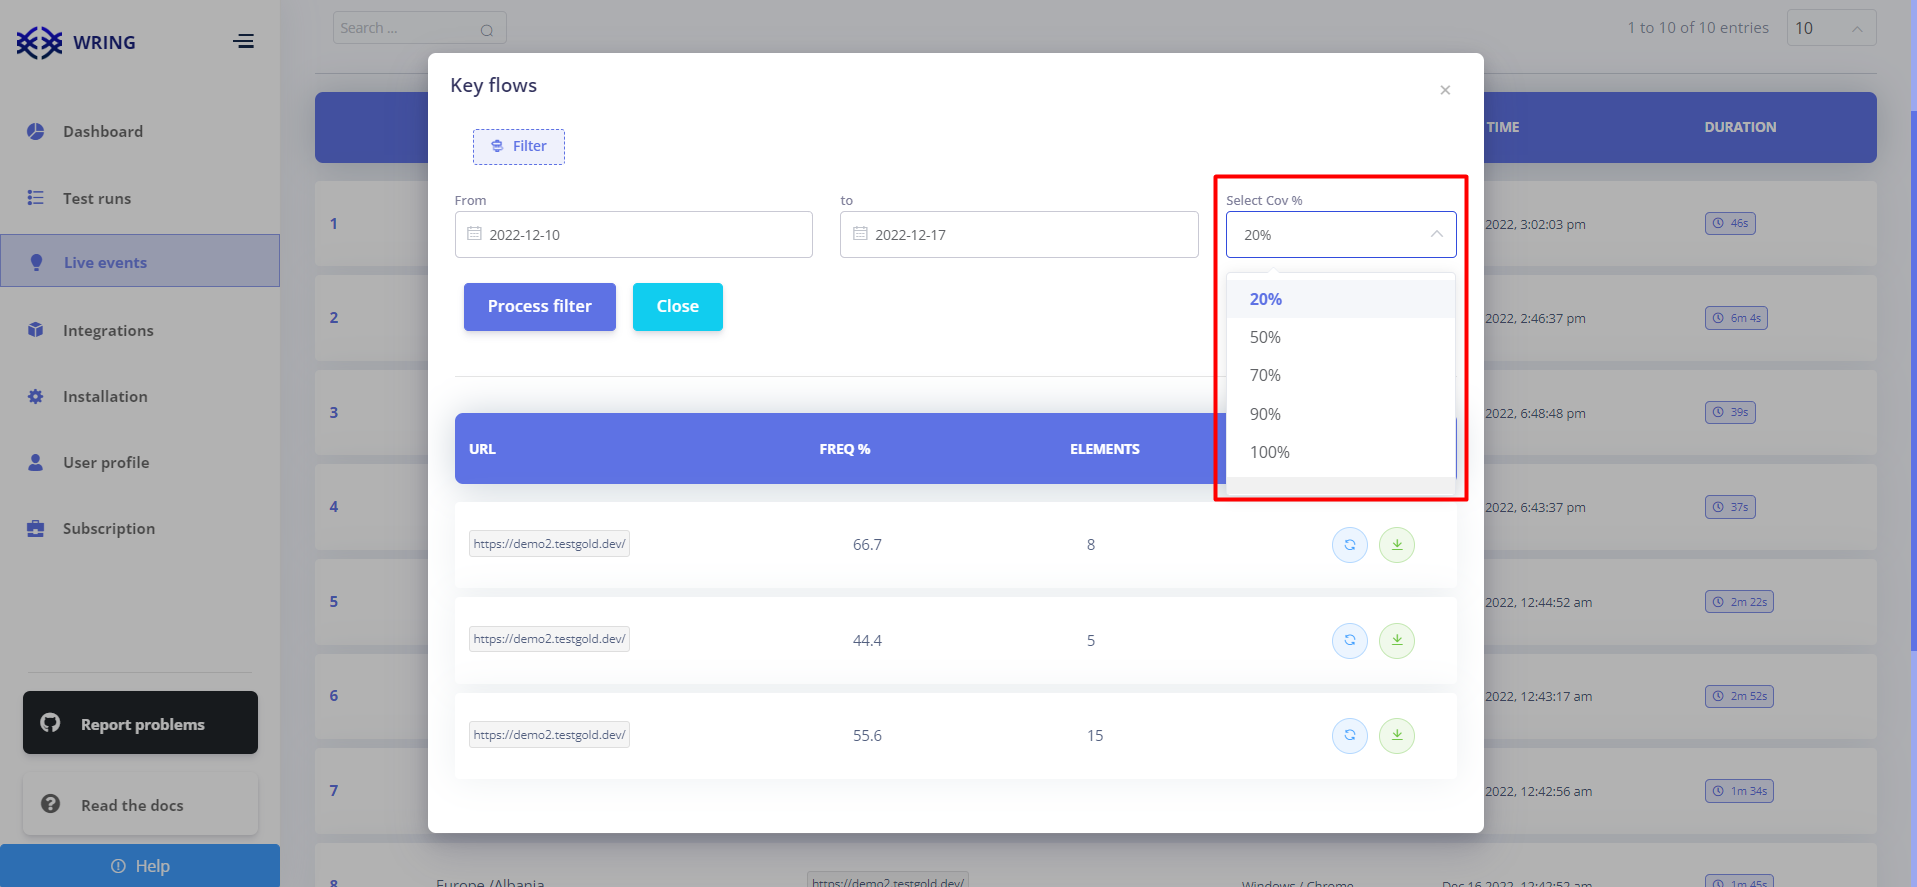 WRING
Dashboard
Test runs
Live events
Integrations
Installation
User profile
Subscription
Report problems
Read the docs
Help
Search ...
1 to 10 of 10 entries
10
TIME
DURATION
1
2022, 3:02:03 pm
46s
2
2022, 2:46:37 pm
6m 4s
3
2022, 6:48:48 pm
39s
4
2022, 6:43:37 pm
37s
5
2022, 12:44:52 am
2m 22s
6
2022, 12:43:17 am
2m 52s
7
2022, 12:42:56 am
1m 34s
8
Europe /Albania
https://demo2.testgold.dev/
Windows / Chrome
Dec 16 2022, 12:42:52 am
1m 45s
Key flows
×
Filter
From
to
Select Cov %
2022-12-10
2022-12-17
20%
20%
50%
70%
90%
100%
Process filter
Close
URL
FREQ %
ELEMENTS
https://demo2.testgold.dev/
66.7
8
https://demo2.testgold.dev/
44.4
5
https://demo2.testgold.dev/
55.6
15